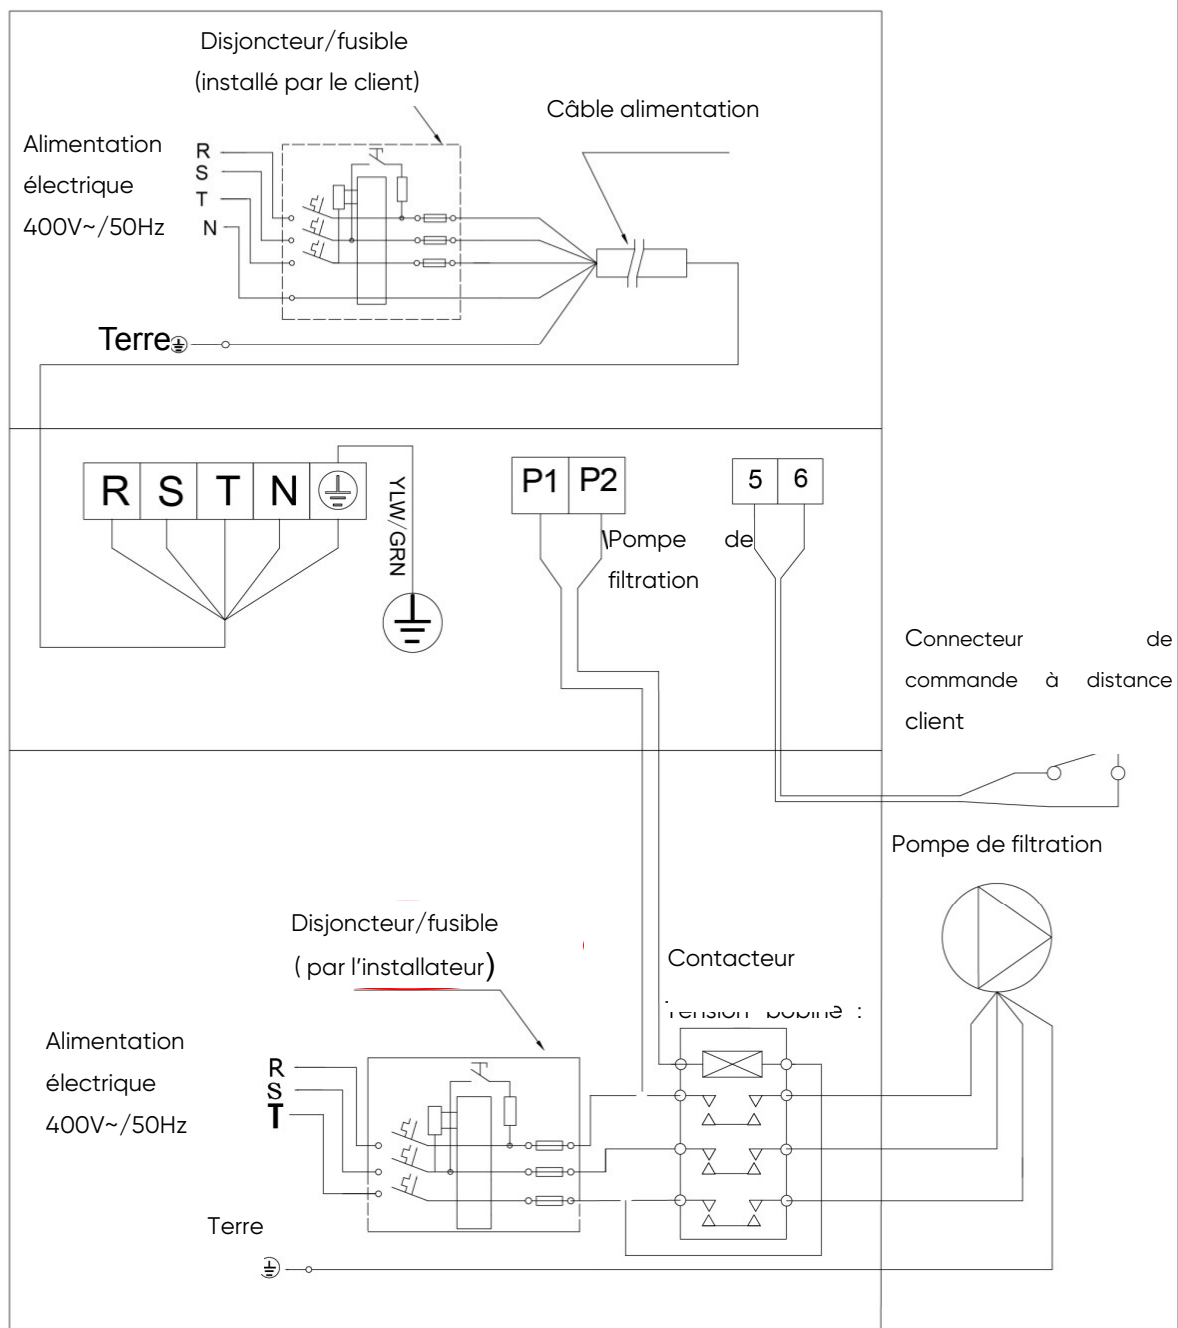 Disjoncteur/fusible
(installé par le client)
Câble alimentation
Alimentation
électrique
400V~/50Hz
R
S
T
N
Terre
R S T N
YLW/GRN
P1 P2
\Pompe de
filtration
5 6
Connecteur de
commande à distance
client
Pompe de filtration
Disjoncteur/fusible
( par l'installateur)
Contacteur
Tension bobine :
Alimentation
électrique
400V~/50Hz
R
S
T
Terre